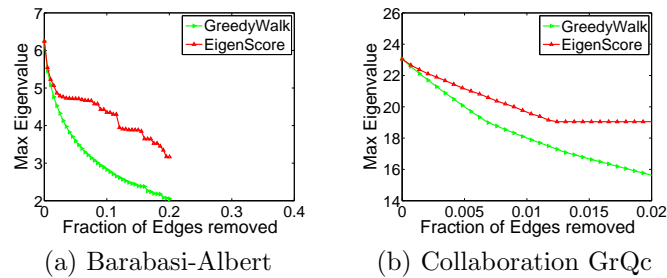 GreedyWalk
EigenScore
Max Eigenvalue
7
6
5
4
3
2
0 0.1 0.2 0.3 0.4
Fraction of Edges removed
(a) Barabasi-Albert
GreedyWalk
EigenScore
Max Eigenvalue
26
24
22
20
18
16
14
0 0.005 0.01 0.015 0.02
Fraction of Edges removed
(b) Collaboration GrQc